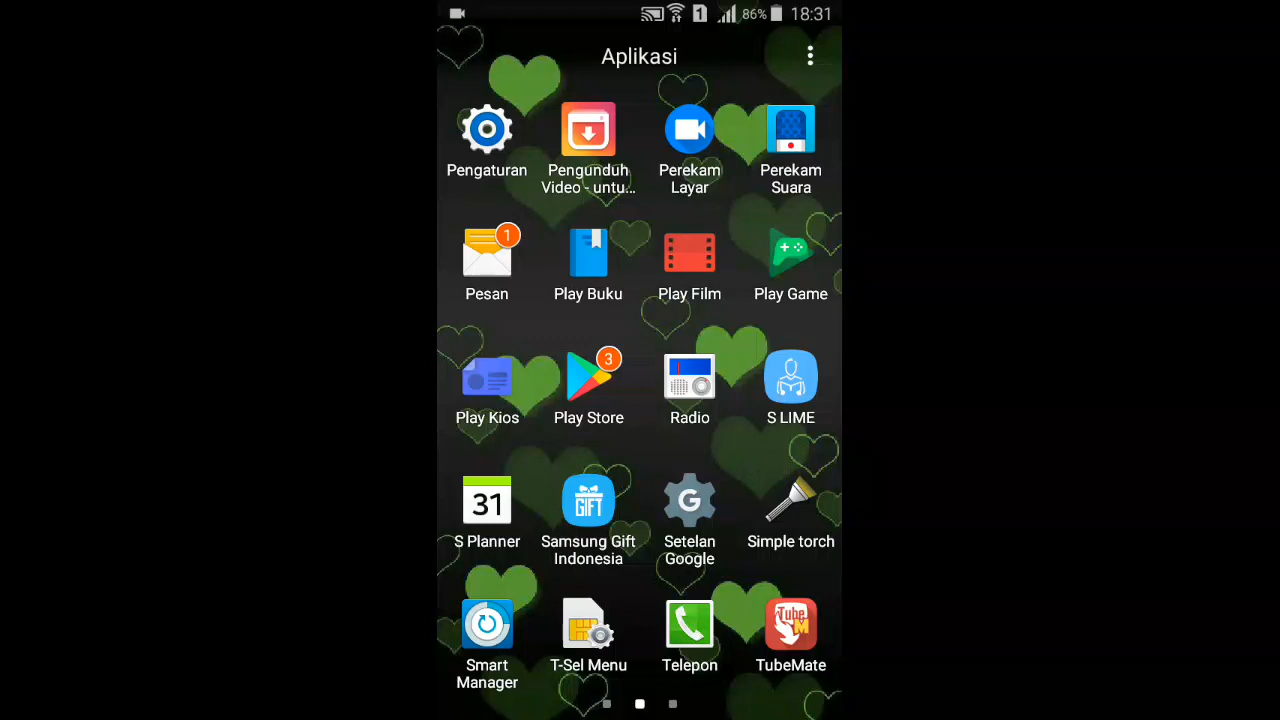 1 86% 18:31
Aplikasi
Pengaturan
Pengunduh
Video - untu...
Perekam
Layar
Perekam
Suara
1
Pesan
Play Buku
Play Film
Play Game
Play Kios
3
Play Store
Radio
S LIME
31
S Planner
GIFT
Samsung Gift
Indonesia
G
Setelan
Google
Simple torch
Smart
Manager
T-Sel Menu
Telepon
Tube
M
TubeMate